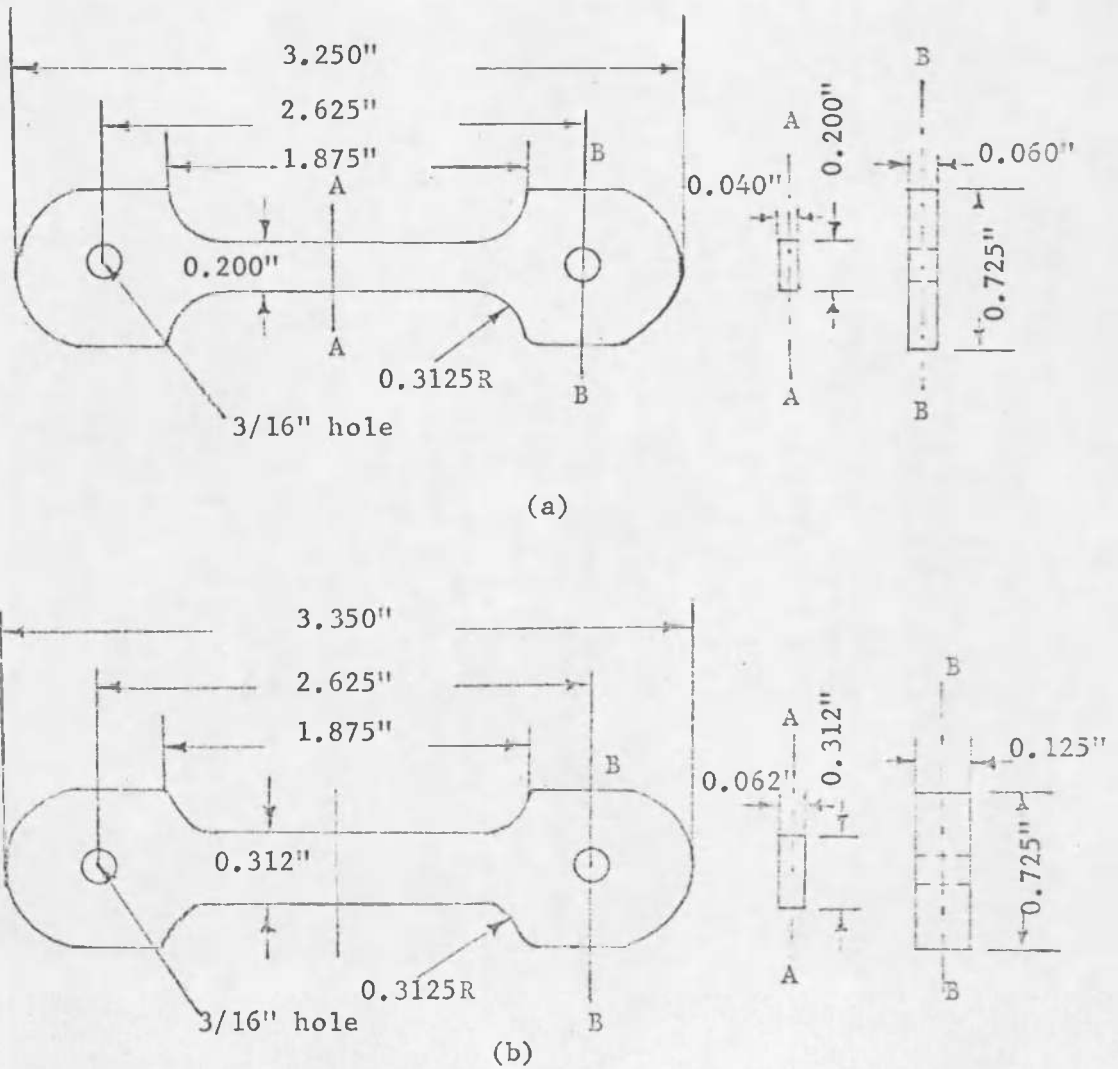 3.250"
2.625"
1.875"
A
B
0.200"
A
0.3125R
B
3/16" hole
A
0.040"
0.200"
A
B
0.060"
0.725"
B
(a)
3.350"
2.625"
1.875"
B
0.312"
0.3125R
B
3/16" hole
A
0.062"
0.312"
A
B
0.125"
0.725"
B
(b)